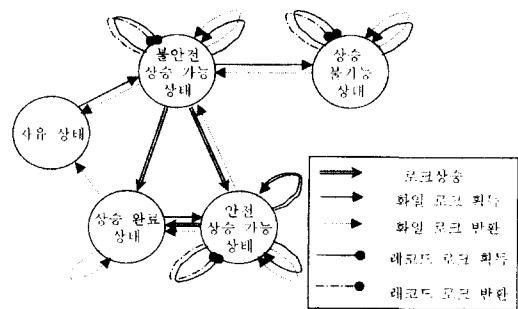 불안전
상승 가능
상태
상승
불가능
상태
자유 상태
상승 완료
상태
안전
상승 가능
상태
로크상승
화일 로크 획득
화일 로크 반환
레코드 로크 획득
레코드 로크 반환